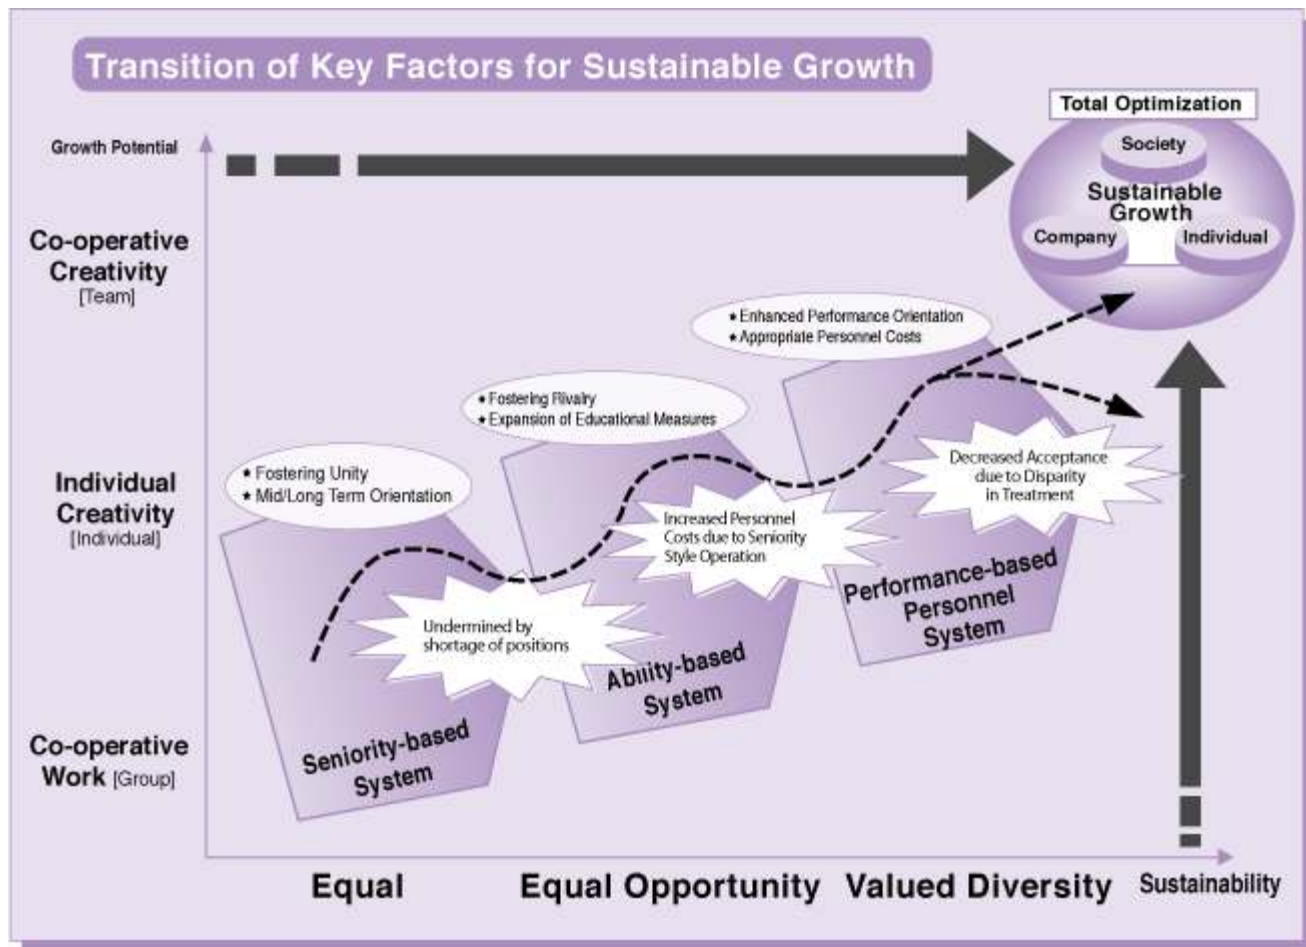 Transition of Key Factors for Sustainable Growth
Total Optimization
Society
Sustainable
Growth
Company
Individual
Growth Potential
Co-operative
Creativity
[Team]
★ Enhanced Performance Orientation
★ Appropriate Personnel Costs
★ Fostering Rivalry
★ Expansion of Educational Measures
★ Fostering Unity
★ Mid/Long Term Orientation
Individual
Creativity
[Individual]
Decreased Acceptance
due to Disparity
in Treatment
Increased Personnel
Costs due to Seniority
Style Operation
Undermined by
shortage of positions
Performance-based
Personnel
System
Ability-based
System
Seniority-based
System
Co-operative
Work [Group]
Equal
Equal Opportunity
Valued Diversity
Sustainability